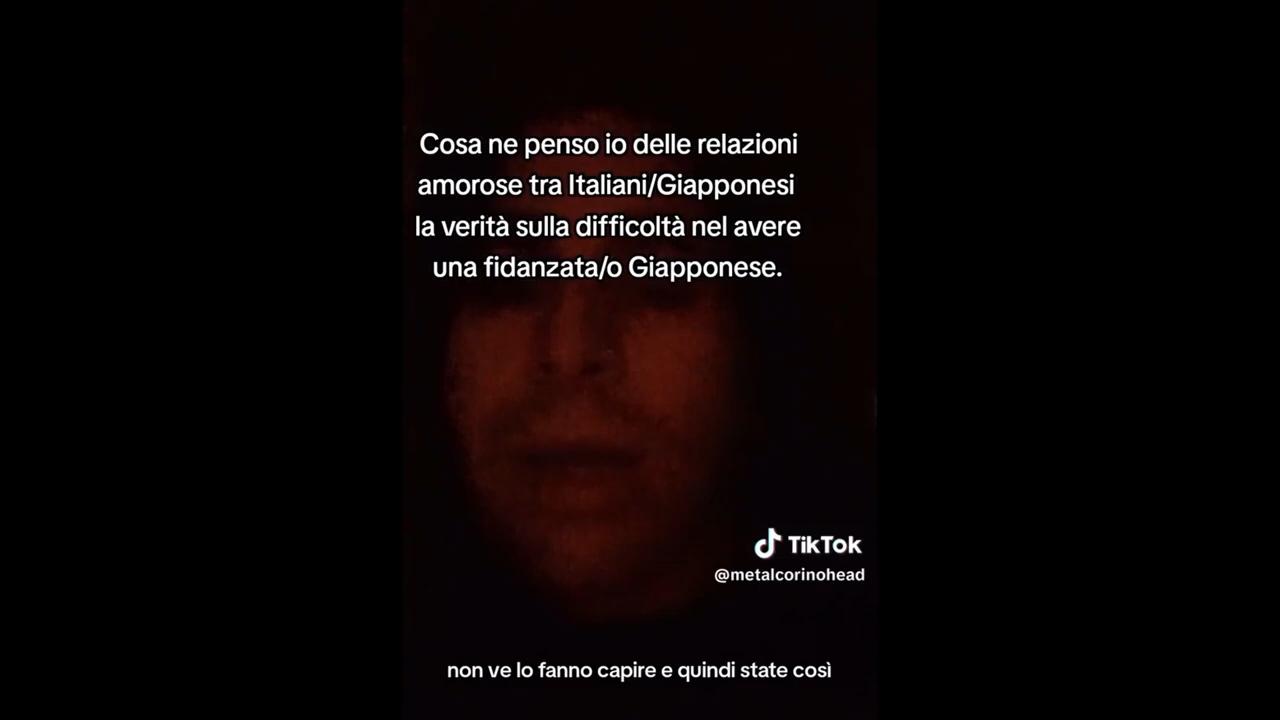 Cosa ne penso io delle relazioni
amorose tra Italiani/Giapponesi
la verità sulla difficoltà nel avere
una fidanzata/o Giapponese.
TikTok
@metalcorinohead
non ve lo fanno capire e quindi state così